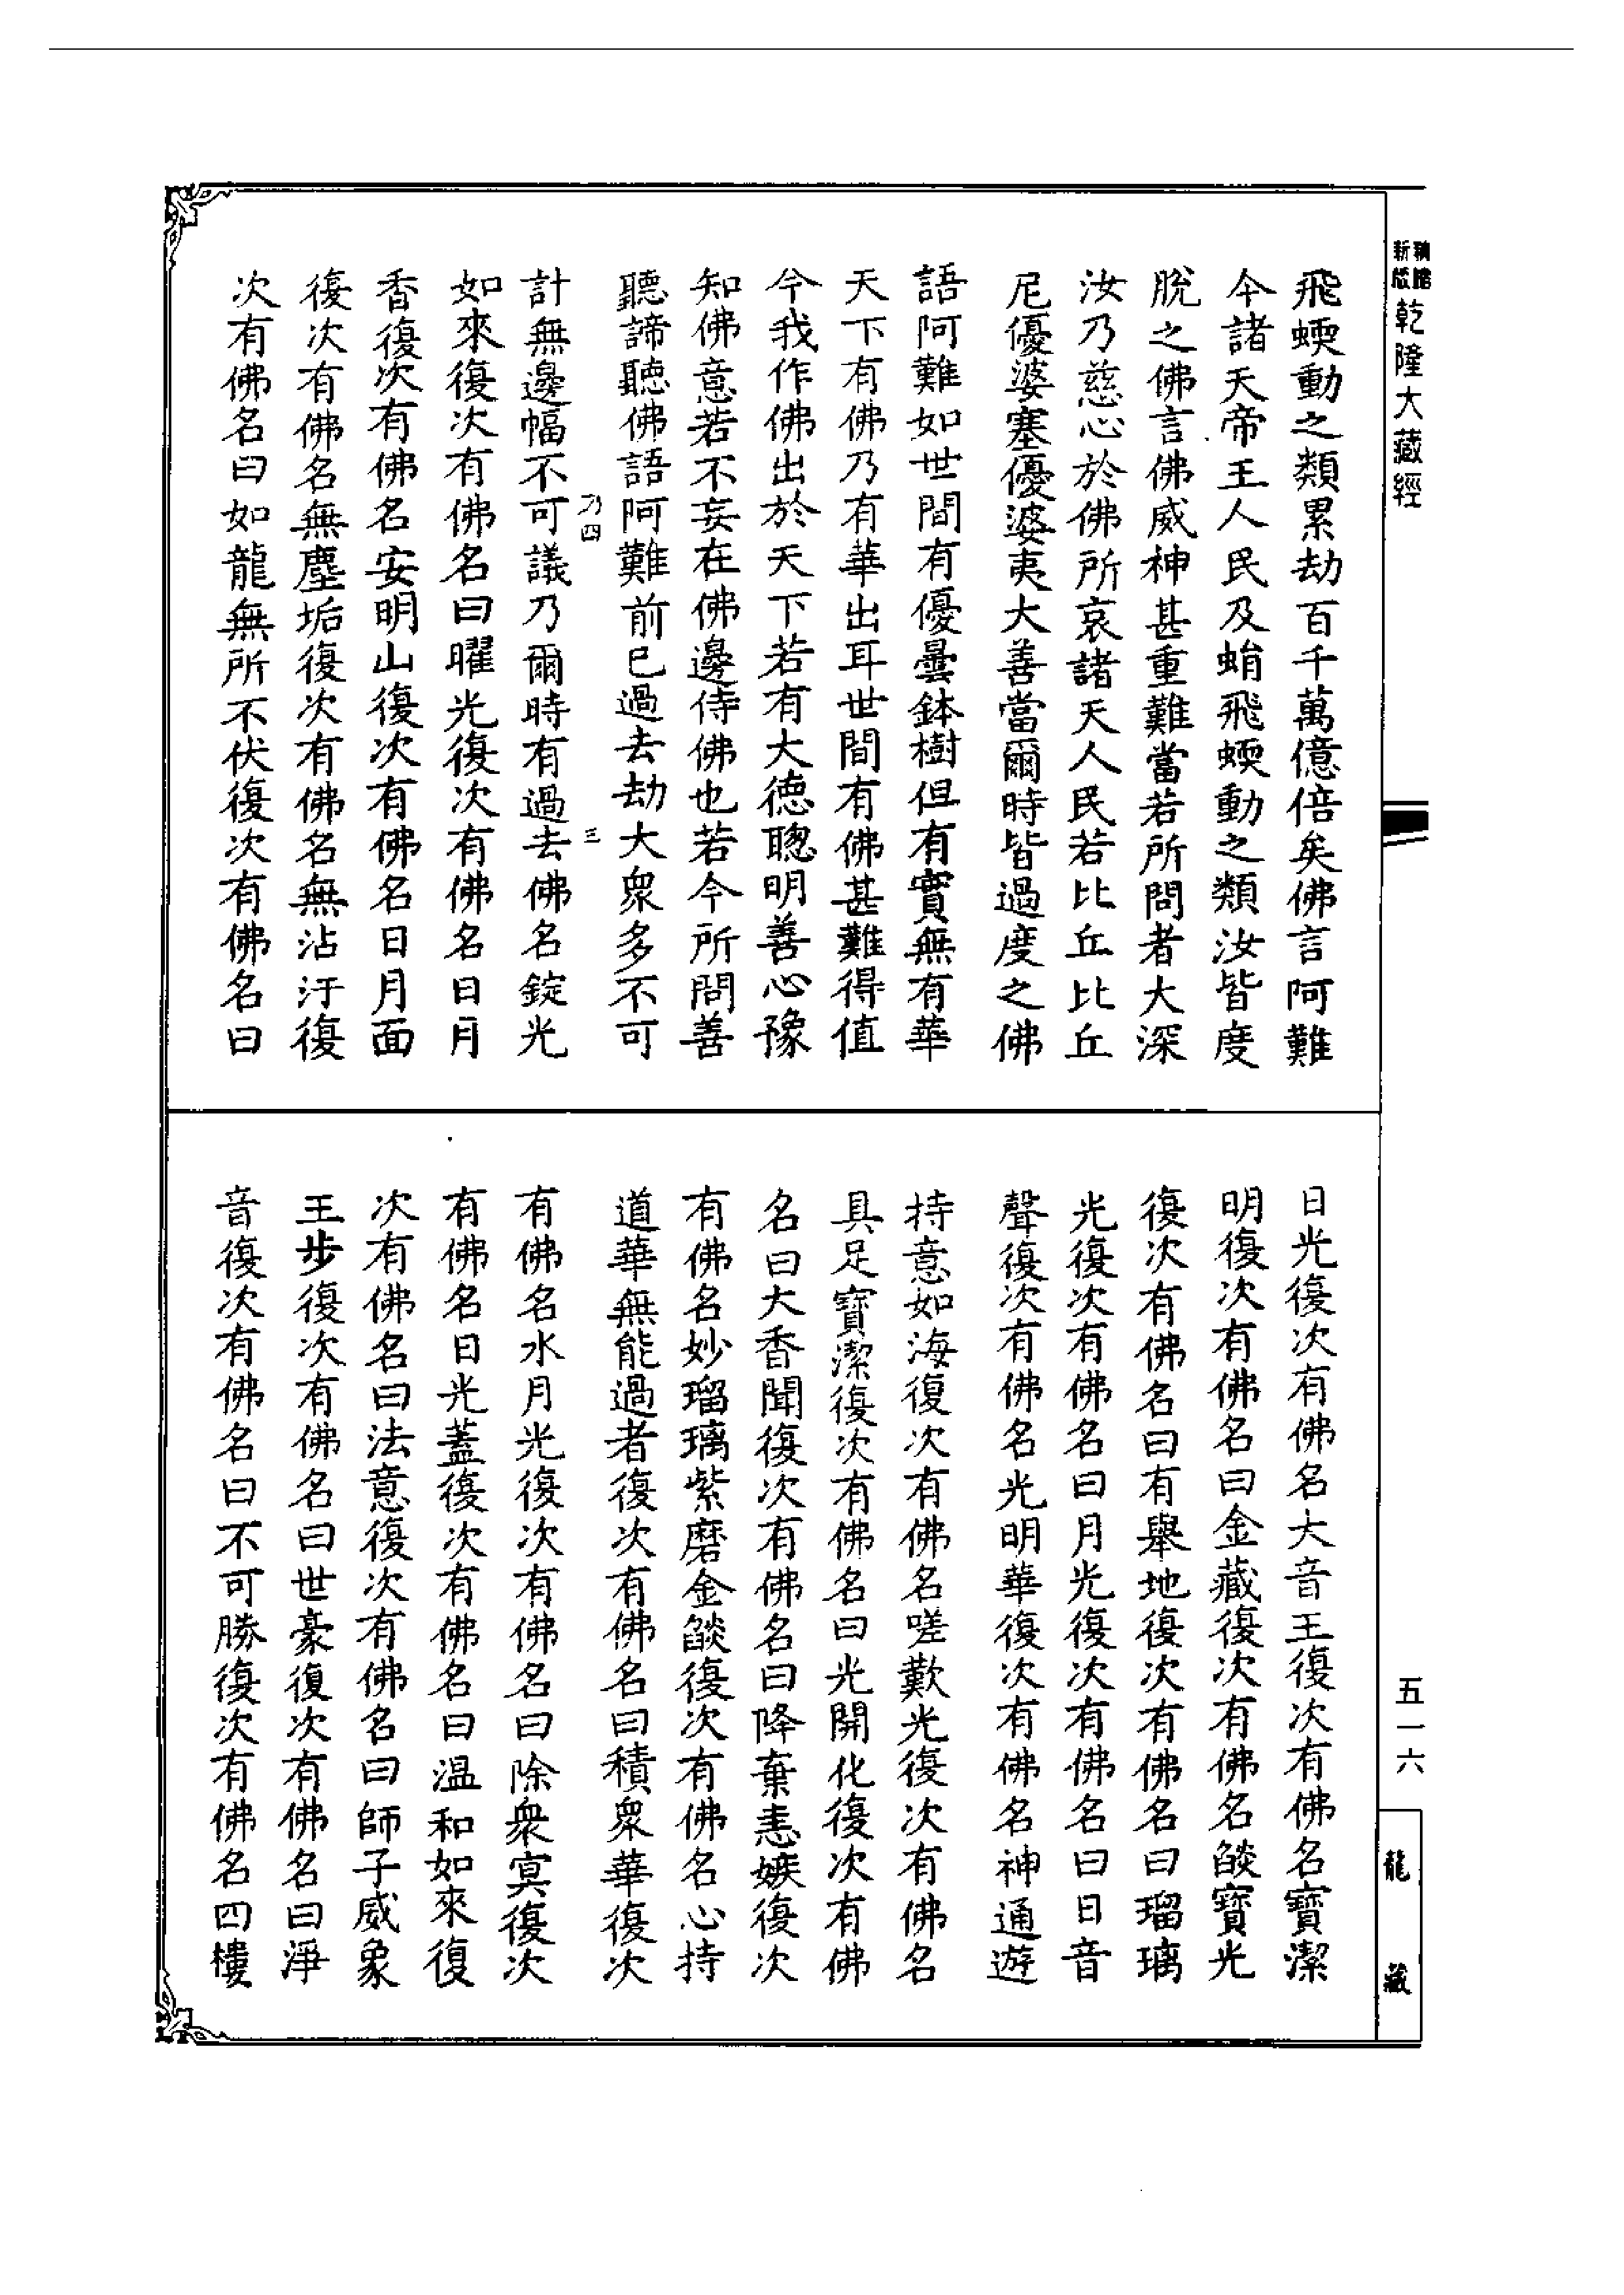 新編
版縮
乾隆大藏經
飛蝡動之類累劫百千萬億倍矣佛言阿難
今諸天帝王人民及蜎飛蝡動之類汝皆度
脫之佛言佛威神甚重難當若所問者大深
汝乃慈心於佛所哀諸天人民若比丘比丘
尼優婆塞優婆夷大善當爾時皆過度之佛
語阿難如世間有優曇鉢樹但有實無有華
天下有佛乃有華出耳世間有佛甚難得值
今我作佛出於天下若有大德聰明善心豫
知佛意若不妄在佛邊侍佛也若今所問善
聽諦聽佛語阿難前已過去劫大衆多不可
乃四
三
計無邊幅不可議乃爾時有過去佛名錠光
如來復次有佛名曰曜光復次有佛名日月
香復次有佛名安明山復次有佛名日月面
復次有佛名無塵垢復次有佛名無沾汙復
次有佛名曰如龍無所不伏復次有佛名曰
日光復次有佛名大音王復次有佛名寶潔
明復次有佛名曰金藏復次有佛名燄寶光
復次有佛名曰有舉地復次有佛名曰瑠璃
光復次有佛名曰月光復次有佛名曰日音
聲復次有佛名光明華復次有佛名神通遊
持意如海復次有佛名嗟歎光復次有佛名
具足寶潔復次有佛名曰光開化復次有佛
名曰大香聞復次有佛名曰降棄恚嫉復次
有佛名妙瑠璃紫磨金燄復次有佛名心持
道華無能過者復次有佛名曰積衆華復次
有佛名水月光復次有佛名曰除衆冥復次
有佛名日光蓋復次有佛名曰温和如來復
次有佛名曰法意復次有佛名曰師子威象
王步復次有佛名曰世豪復次有佛名曰淨
音復次有佛名曰不可勝復次有佛名四樓
五一六
龍藏